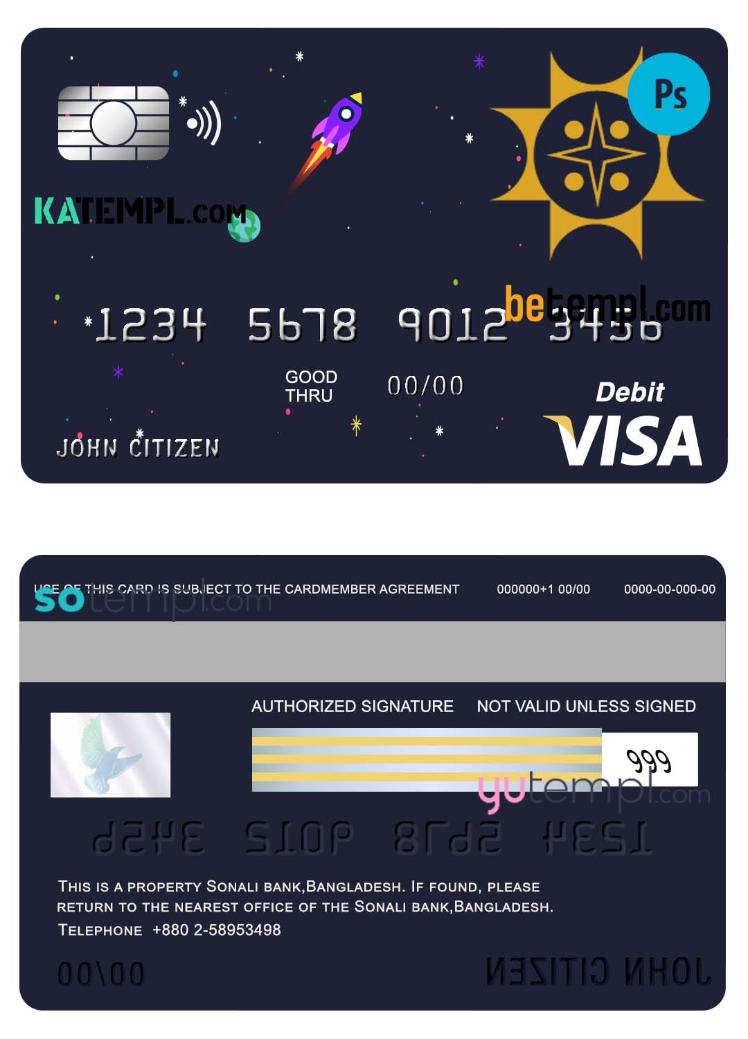 Ps
KATEMPL.COM
betempl.com
1234 5678 9012 3456
GOOD THRU 00/00
Debit
VISA
JOHN CITIZEN
USE OF THIS CARD IS SUBJECT TO THE CARDMEMBER AGREEMENT 000000+1 00/00 0000-00-000-00
sotempl.com
AUTHORIZED SIGNATURE NOT VALID UNLESS SIGNED
999
yutempl.com
1234 5678 9012 3456
THIS IS A PROPERTY SONALI BANK,BANGLADESH. IF FOUND, PLEASE
RETURN TO THE NEAREST OFFICE OF THE SONALI BANK,BANGLADESH.
TELEPHONE +880 2-58953498
00/00 JOHN CITIZEN